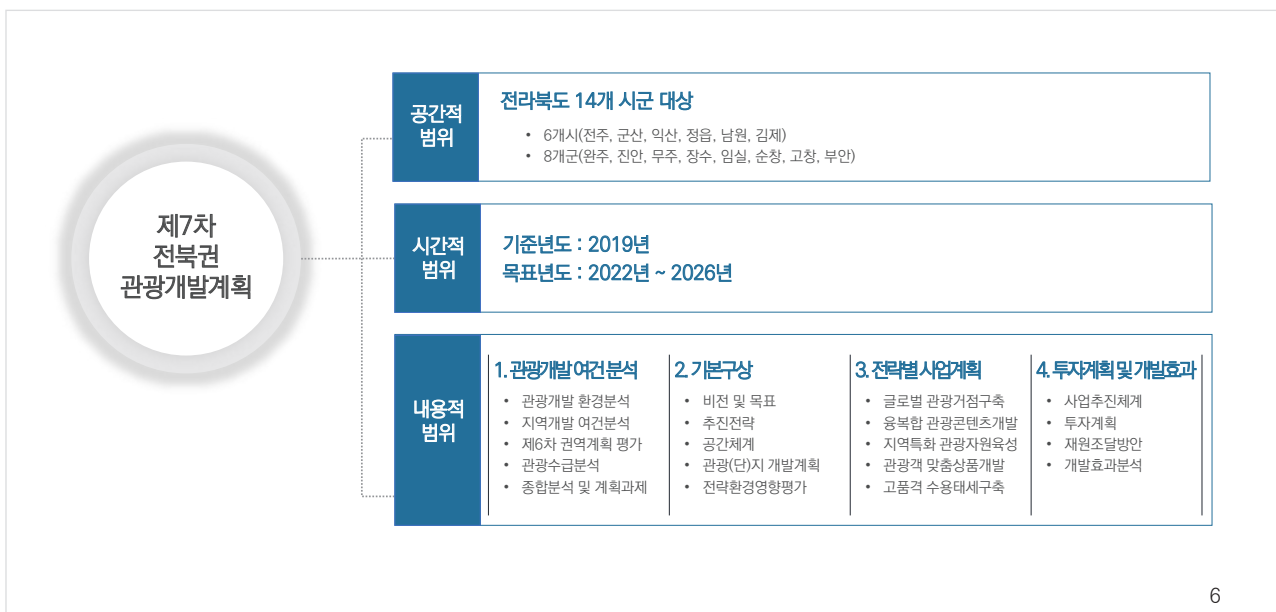 제7차
전북권
관광개발계획
공간적
범위
전라북도 14개 시군 대상
• 6개시(전주, 군산, 익산, 정읍, 남원, 김제)
• 8개군(완주, 진안, 무주, 장수, 임실, 순창, 고창, 부안)
시간적
범위
기준년도 : 2019년
목표년도 : 2022년 ~ 2026년
내용적
범위
1. 관광개발 여건 분석
• 관광개발 환경분석
• 지역개발 여건분석
• 제6차 권역계획 평가
• 관광수급분석
• 종합분석 및 계획과제
2. 기본구상
• 비전 및 목표
• 추진전략
• 공간체계
• 관광(단)지 개발계획
• 전략환경영향평가
3. 전략별 사업계획
• 글로벌 관광거점구축
• 융복합 관광콘텐츠개발
• 지역특화 관광자원육성
• 관광객 맞춤상품개발
• 고품격 수용태세구축
4. 투자계획 및 개발효과
• 사업추진체계
• 투자계획
• 재원조달방안
• 개발효과분석
6